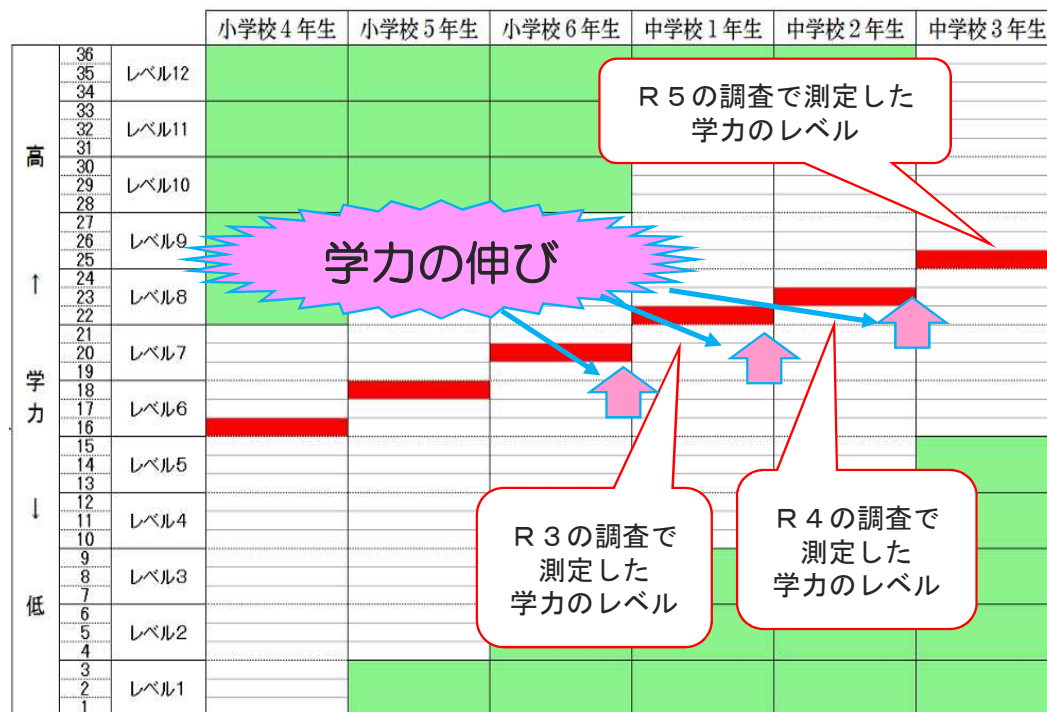 小学校4年生 小学校5年生 小学校6年生 中学校1年生 中学校2年生 中学校3年生
高
↑
学
力
↓
低
36
35 レベル12
34
33
32 レベル11
31
30
29 レベル10
28
27
26 レベル9
25
24
23 レベル8
22
21
20 レベル7
19
18
17 レベル6
16
15
14 レベル5
13
12
11 レベル4
10
9
8 レベル3
7
6
5 レベル2
4
3
2 レベル1
1
学力の伸び
R5の調査で測定した
学力のレベル
R3の調査で
測定した
学力のレベル
R4の調査で
測定した
学力のレベル